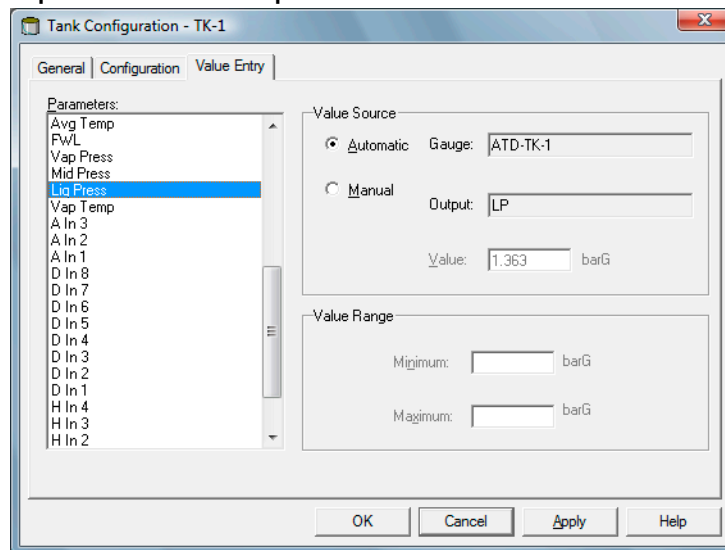 Tank Configuration - TK-1
General
Configuration
Value Entry
Parameters:
Avg Temp
FWL
Vap Press
Mid Press
Liq Press
Vap Temp
A In 3
A In 2
A In 1
D In 8
D In 7
D In 6
D In 5
D In 4
D In 3
D In 2
D In 1
H In 4
H In 3
H In 2
Value Source
Automatic
Gauge: ATD-TK-1
Manual
Output: LP
Value: 1.363 barG
Value Range
Minimum: barG
Maximum: barG
OK
Cancel
Apply
Help